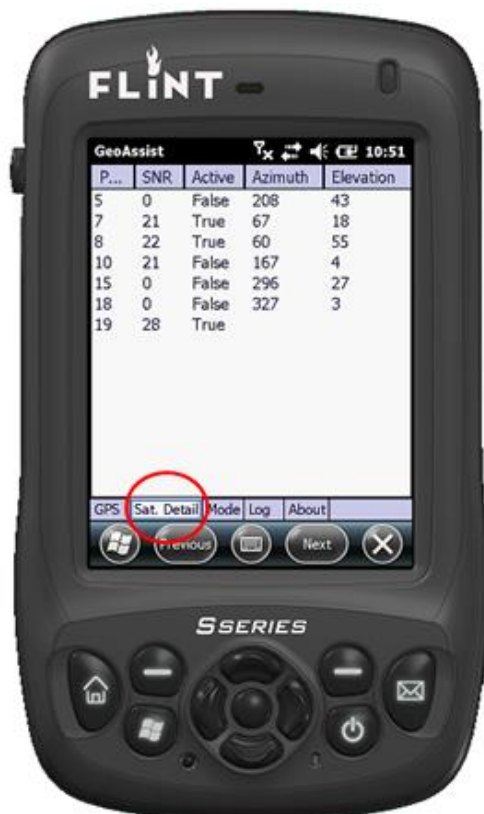 FLiNT
GeoAssist 10:51
P... SNR Active Azimuth Elevation
5 0 False 208 43
7 21 True 67 18
8 22 True 60 55
10 21 False 167 4
15 0 False 296 27
18 0 False 327 3
19 28 True
GPS Sat. Detail Mode Log About
Previous Next
SSERIES